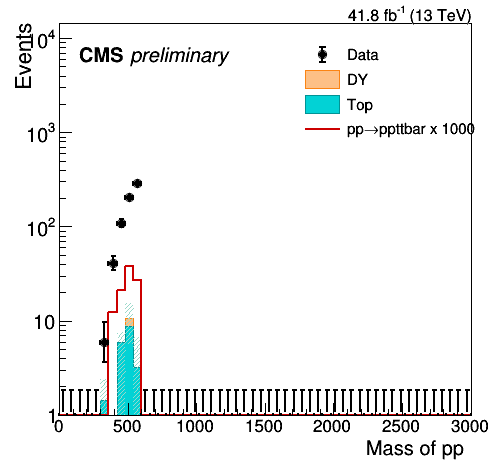 41.8 fb⁻¹ (13 TeV)
Events
10⁴
10³
10²
10
1
CMS preliminary
Data
DY
Top
pp→ppttbar x 1000
0 500 1000 1500 2000 2500 3000
Mass of pp